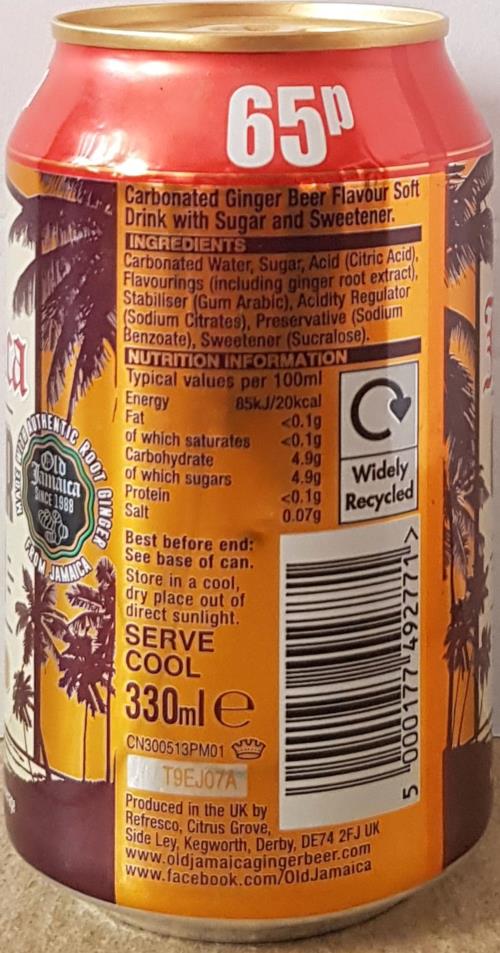 65p
Carbonated Ginger Beer Flavour Soft
Drink with Sugar and Sweetener.
INGREDIENTS
Carbonated Water, Sugar, Acid (Citric Acid),
Flavourings (including ginger root extract),
Stabiliser (Gum Arabic), Acidity Regulator
(Sodium Citrates), Preservative (Sodium
Benzoate), Sweetener (Sucralose).
NUTRITION INFORMATION
Typical values per 100ml
Energy 85kJ/20kcal
Fat <0.1g
of which saturates <0.1g
Carbohydrate 4.9g
of which sugars 4.9g
Protein <0.1g
Salt 0.07g
Widely
Recycled
MADE WITH AUTHENTIC ROOT GINGER
FROM JAMAICA
Old
Jamaica
SINCE 1988
Best before end:
See base of can.
Store in a cool,
dry place out of
direct sunlight.
SERVE
COOL
330ml e
CN300513PM01
T9EJ07A
5 000177 492771 >
Produced in the UK by
Refresco, Citrus Grove,
Side Ley, Kegworth, Derby, DE74 2FJ UK
www.oldjamaicagingerbeer.com
www.facebook.com/OldJamaica